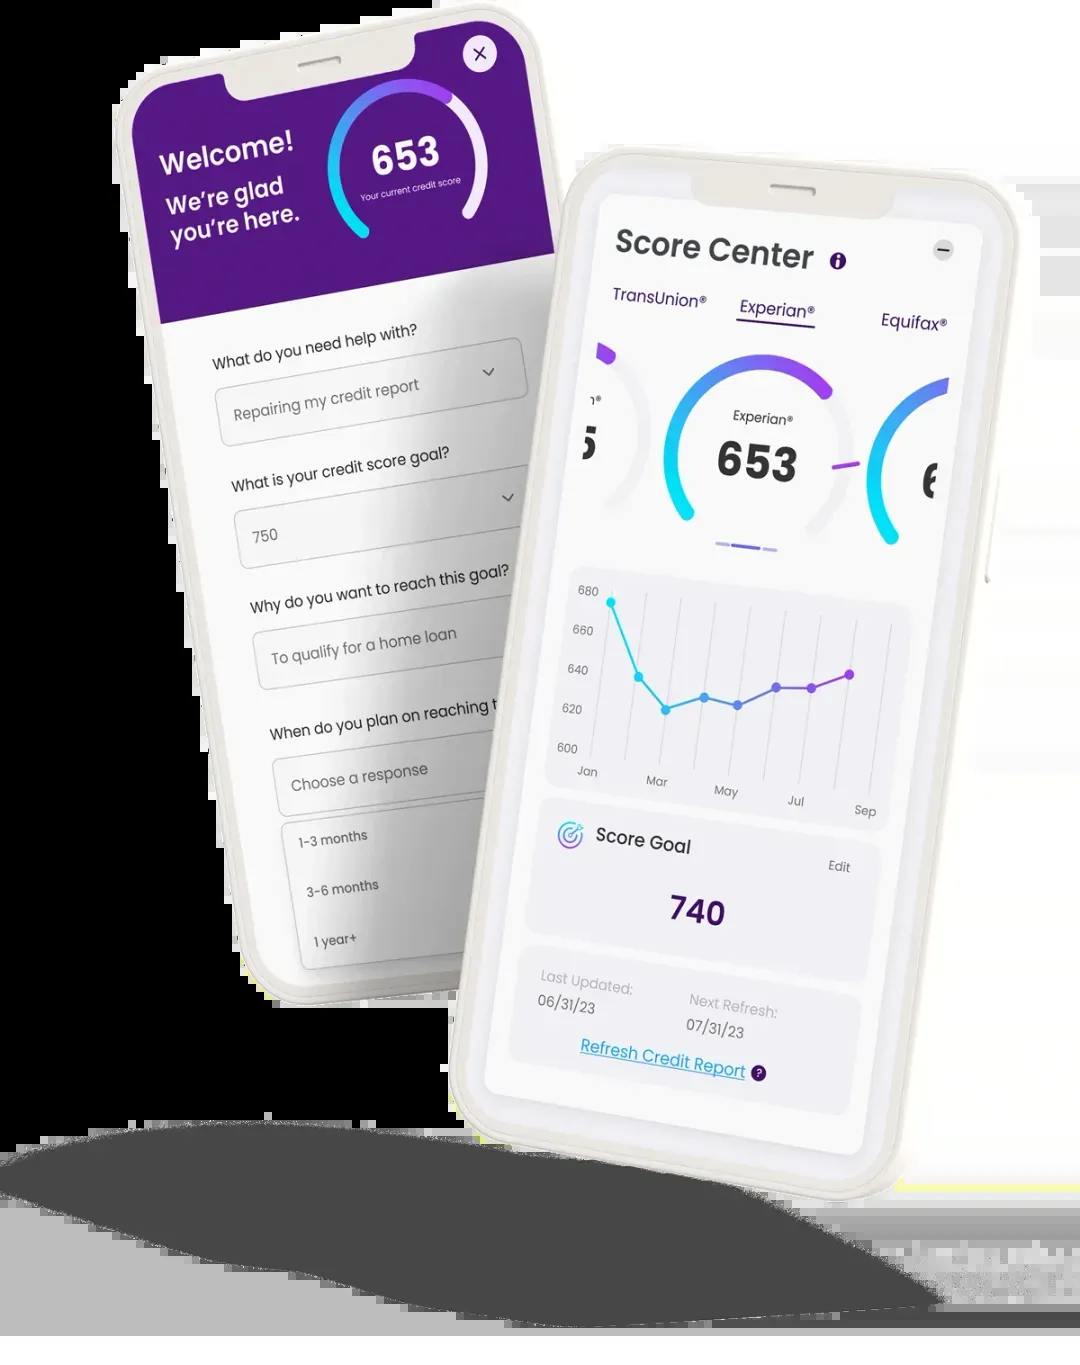 Welcome!
We're glad
you're here.
653
Your current credit score
What do you need help with?
Repairing my credit report
What is your credit score goal?
750
Why do you want to reach this goal?
To qualify for a home loan
When do you plan on reaching t
Choose a response
1-3 months
3-6 months
1 year+
Score Center
TransUnion® Experian® Equifax®
n®
5
Experian®
653
6
680
660
640
620
600
Jan Mar May Jul Sep
Score Goal
Edit
740
Last Updated: Next Refresh:
06/31/23 07/31/23
Refresh Credit Report ?